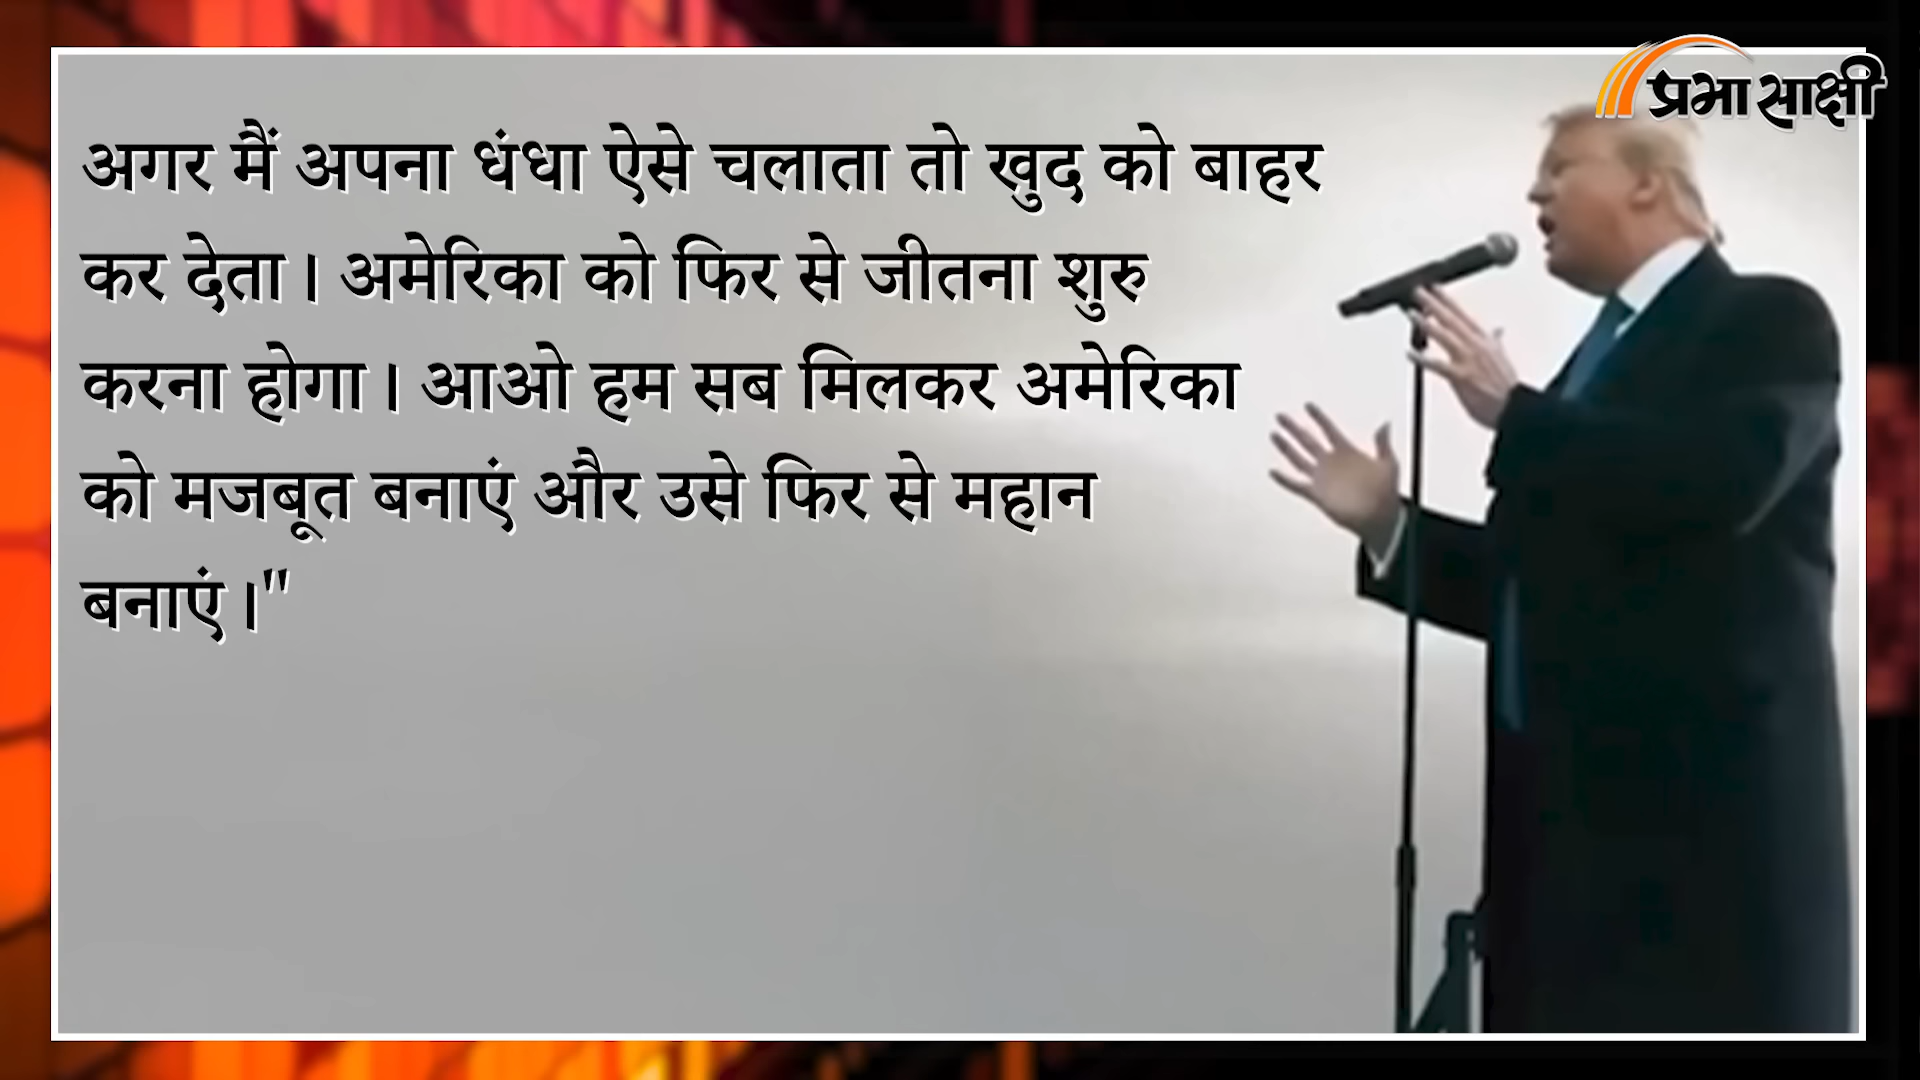 प्रभा साक्षी
अगर मैं अपना धंधा ऐसे चलाता तो खुद को बाहर
कर देता। अमेरिका को फिर से जीतना शुरु
करना होगा। आओ हम सब मिलकर अमेरिका
को मजबूत बनाएं और उसे फिर से महान
बनाएं।"